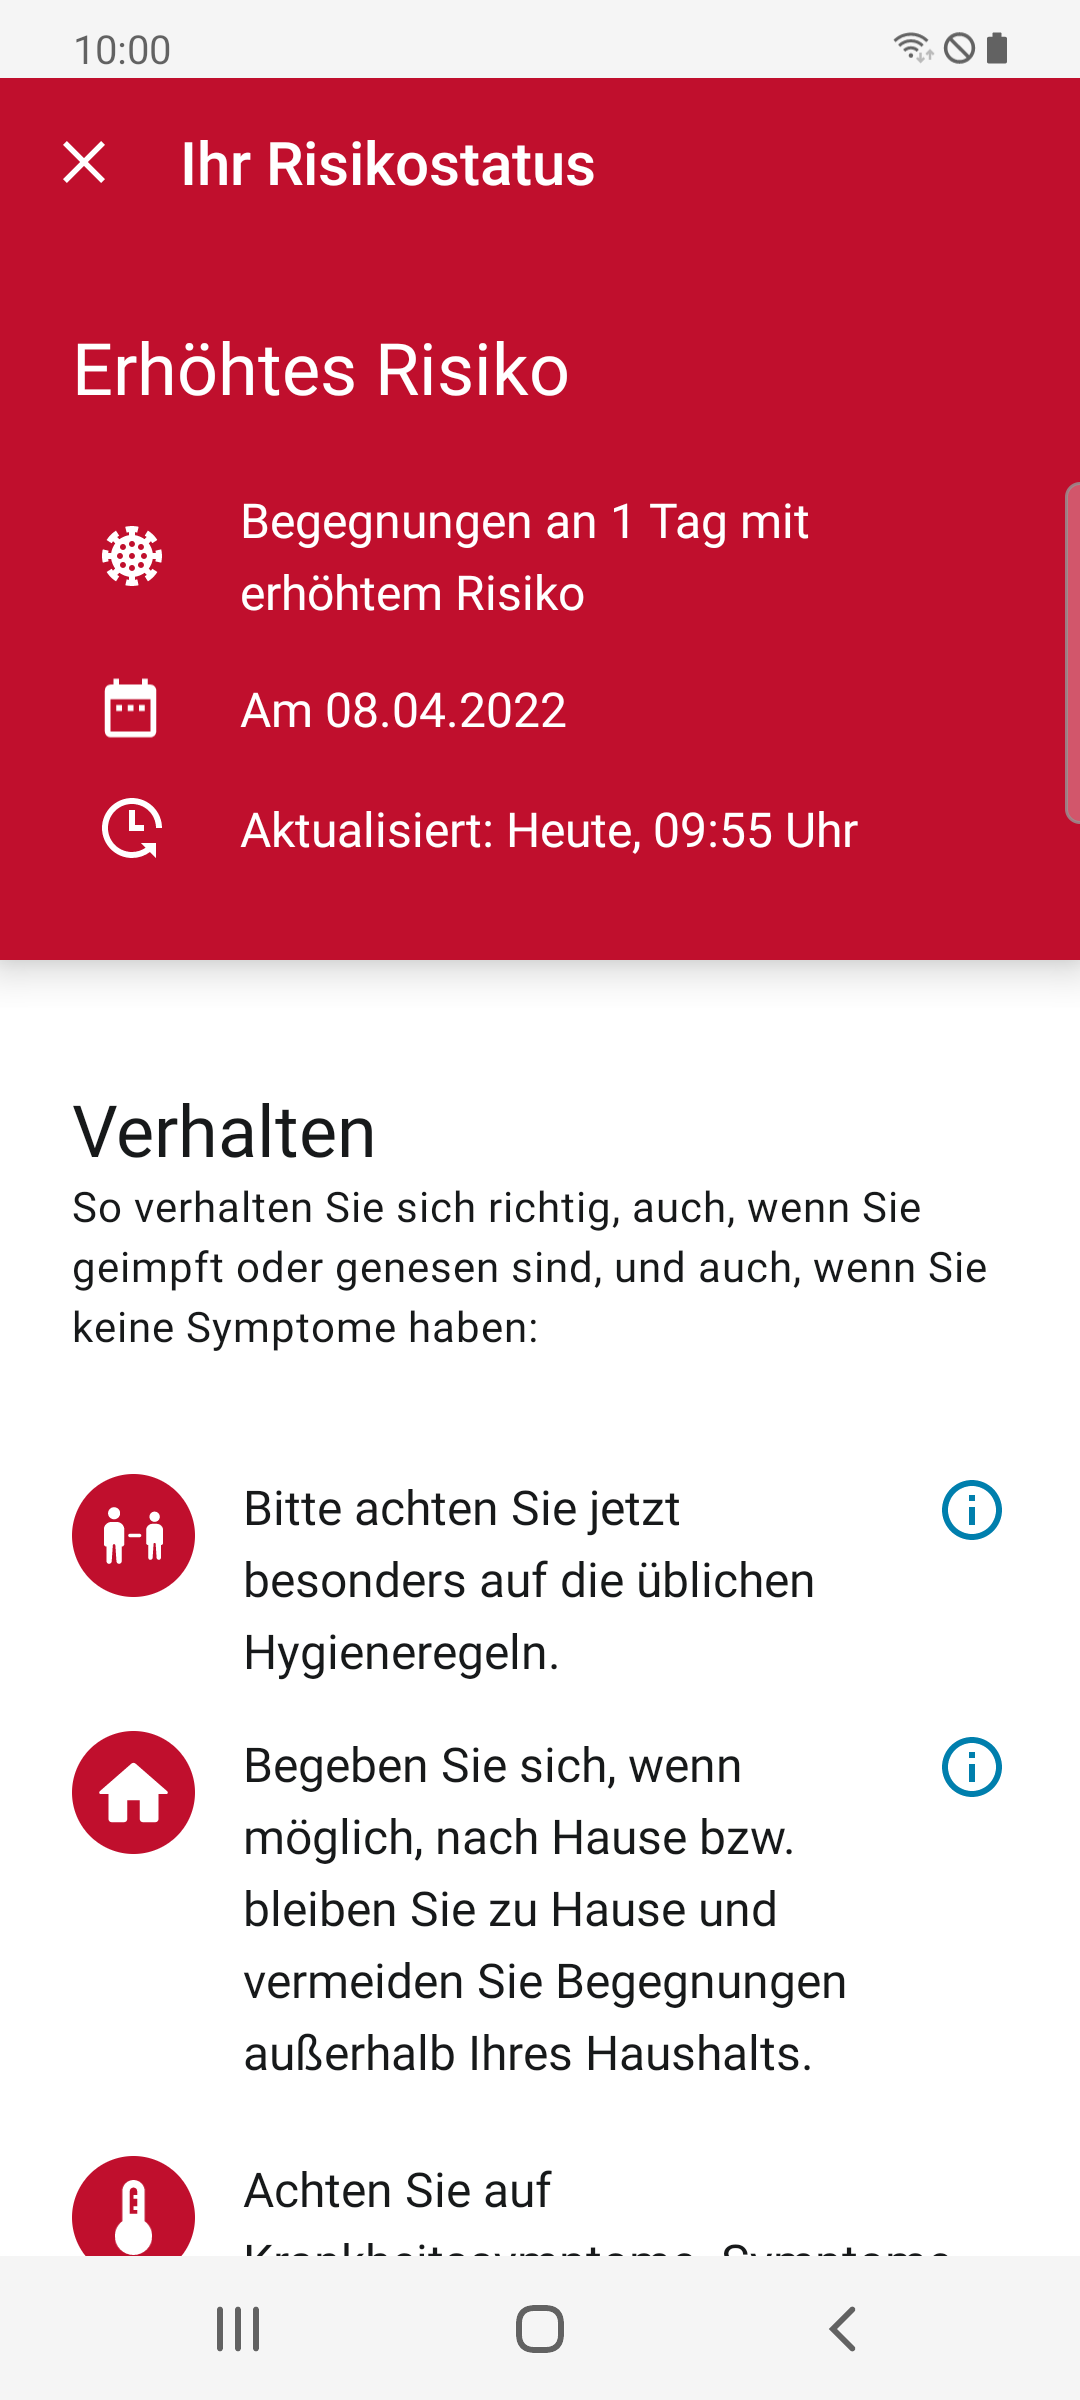 10:00
Ihr Risikostatus
Erhöhtes Risiko
Begegnungen an 1 Tag mit
erhöhtem Risiko
Am 08.04.2022
Aktualisiert: Heute, 09:55 Uhr
Verhalten
So verhalten Sie sich richtig, auch, wenn Sie
geimpft oder genesen sind, und auch, wenn Sie
keine Symptome haben:
Bitte achten Sie jetzt
besonders auf die üblichen
Hygieneregeln.
Begeben Sie sich, wenn
möglich, nach Hause bzw.
bleiben Sie zu Hause und
vermeiden Sie Begegnungen
außerhalb Ihres Haushalts.
Achten Sie auf